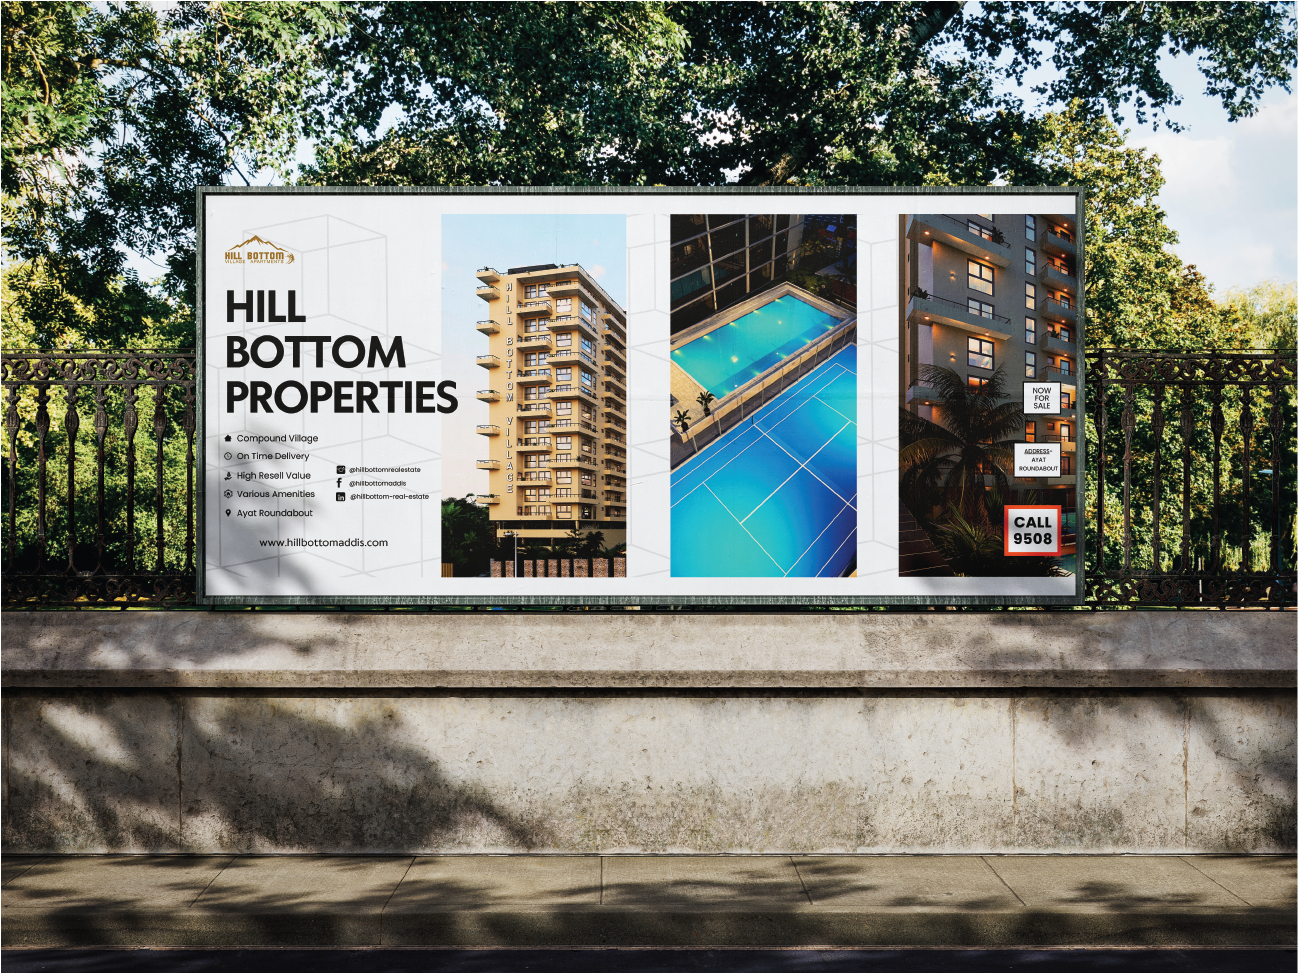 HILL BOTTOM
VILLAGE APARTMENTS
HILL
BOTTOM
PROPERTIES
Compound Village
On Time Delivery
High Resell Value
Various Amenities
Ayat Roundabout
@hillbottomrealestate
@hillbottomaddis
@hillbottom-real-estate
www.hillbottomaddis.com
HILL BOTTOM VILLAGE
NOW
FOR
SALE
ADDRESS-
AYAT
ROUNDABOUT
CALL
9508